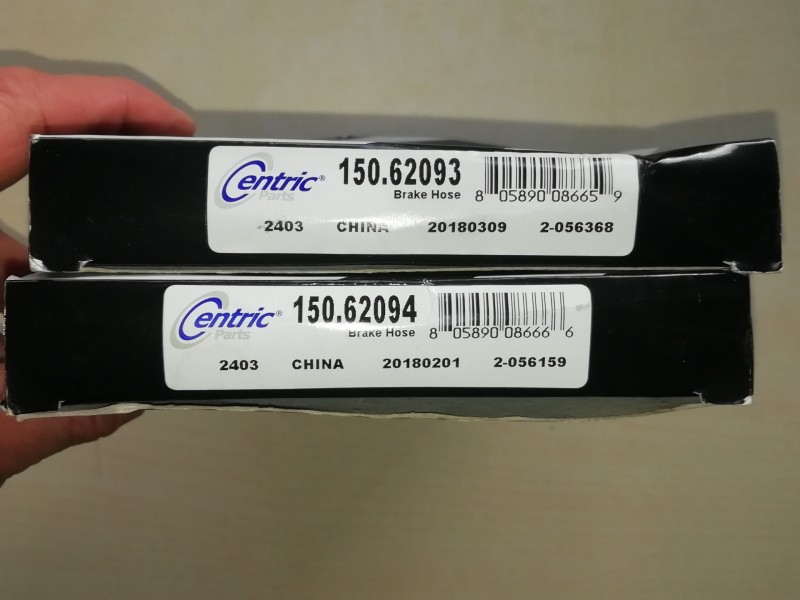 Centric® Parts
150.62093
Brake Hose
8 05890 08665 9
2403 CHINA 20180309 2-056368
Centric® Parts
150.62094
Brake Hose
8 05890 08666 6
2403 CHINA 20180201 2-056159